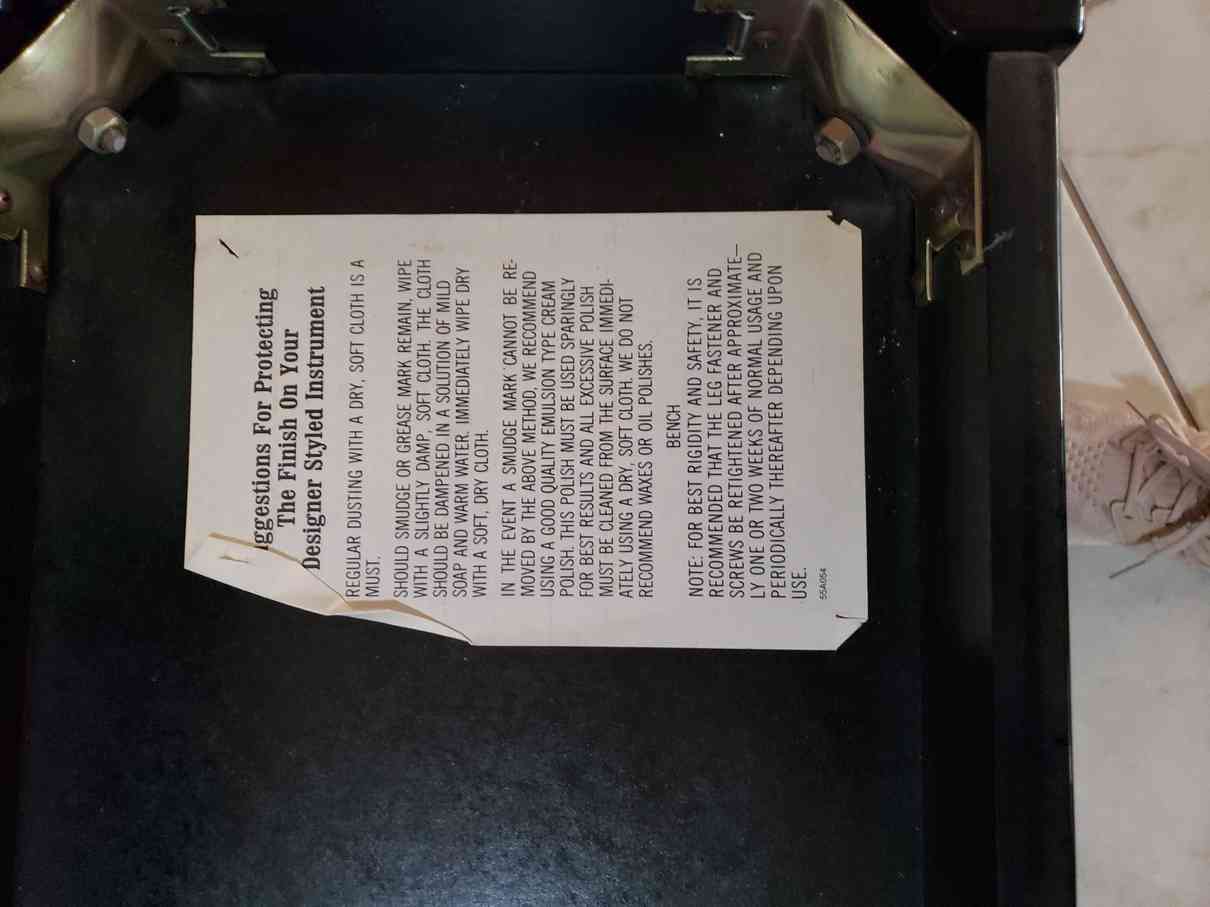 ggestions For Protecting
The Finish On Your
Designer Styled Instrument
REGULAR DUSTING WITH A DRY, SOFT CLOTH IS A
MUST.
SHOULD SMUDGE OR GREASE MARK REMAIN, WIPE
WITH A SLIGHTLY DAMP, SOFT CLOTH. THE CLOTH
SHOULD BE DAMPENED IN A SOLUTION OF MILD
SOAP AND WARM WATER, IMMEDIATELY WIPE DRY
WITH A SOFT, DRY CLOTH.
IN THE EVENT A SMUDGE MARK CANNOT BE RE-
MOVED BY THE ABOVE METHOD, WE RECOMMEND
USING A GOOD QUALITY EMULSION TYPE CREAM
POLISH. THIS POLISH MUST BE USED SPARINGLY
FOR BEST RESULTS AND ALL EXCESSIVE POLISH
MUST BE CLEANED FROM THE SURFACE IMMEDI-
ATELY USING A DRY, SOFT CLOTH. WE DO NOT
RECOMMEND WAXES OR OIL POLISHES.
BENCH
NOTE: FOR BEST RIGIDITY AND SAFETY, IT IS
RECOMMENDED THAT THE LEG FASTENER AND
SCREWS BE RETIGHTENED AFTER APPROXIMATE—
LY ONE OR TWO WEEKS OF NORMAL USAGE AND
PERIODICALLY THEREAFTER DEPENDING UPON
USE.
55A054